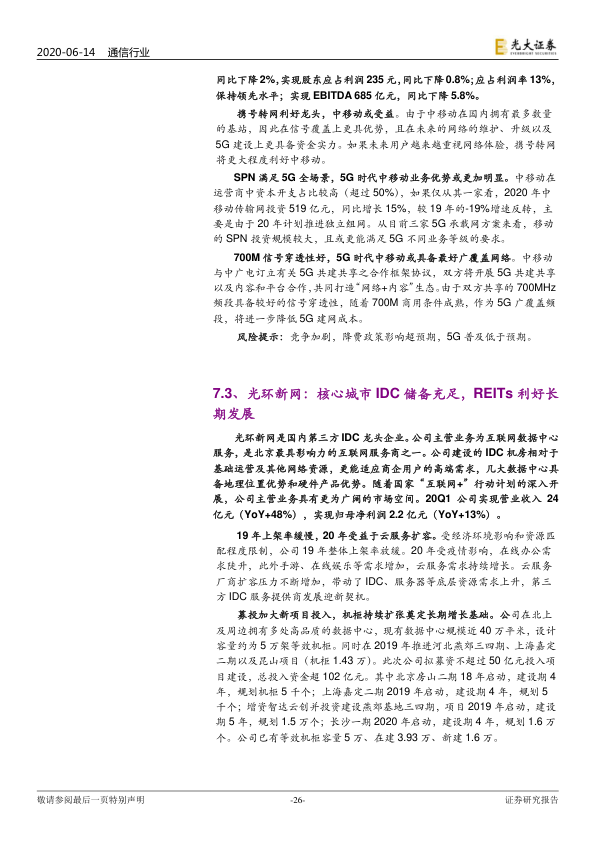 2020-06-14 通信行业
光大证券
EVERBRIGHT SECURITIES
同比下降 2%，实现股东应占利润 235 元，同比下降 0.8%；应占利润率 13%，
保持领先水平；实现 EBITDA 685 亿元，同比下降 5.8%。
携号转网利好龙头，中移动或受益。由于中移动在国内拥有最多数量
的基站，因此在信号覆盖上更具优势，且在未来的网络的维护、升级以及
5G 建设上更具备资金实力。如果未来用户越来越重视网络体验，携号转网
将更大程度利好中移动。
SPN 满足 5G 全场景，5G 时代中移动业务优势或更加明显。中移动在
运营商中资本开支占比较高（超过 50%），如果仅从其一家看，2020 年中
移动传输网投资 519 亿元，同比增长 15%，较 19 年的-19%增速反转，主
要是由于 20 年计划推进独立组网。从目前三家 5G 承载网方案来看，移动
的 SPN 投资规模较大，且或更能满足 5G 不同业务等级的要求。
700M 信号穿透性好，5G 时代中移动或具备最好广覆盖网络。中移动
与中广电订立有关 5G 共建共享之合作框架协议，双方将开展 5G 共建共享
以及内容和平台合作，共同打造“网络+内容”生态。由于双方共享的 700MHz
频段具备较好的信号穿透性，随着 700M 商用条件成熟，作为 5G 广覆盖频
段，将进一步降低 5G 建网成本。
风险提示：竞争加剧，降费政策影响超预期，5G 普及低于预期。
7.3、光环新网：核心城市 IDC 储备充足，REITs 利好长
期发展
光环新网是国内第三方 IDC 龙头企业。公司主营业务为互联网数据中心
服务，是北京最具影响力的互联网服务商之一。公司建设的 IDC 机房相对于
基础运营及其他网络资源，更能适应商企用户的高端需求，几大数据中心具
备地理位置优势和硬件产品优势。随着国家“互联网+”行动计划的深入开
展，公司主营业务具有更为广阔的市场空间。20Q1 公司实现营业收入 24
亿元（YoY+48%），实现归母净利润 2.2 亿元（YoY+13%）。
19 年上架率缓慢，20 年受益于云服务扩容。受经济环境影响和资源匹
配程度限制，公司 19 年整体上架率放缓。20 年受疫情影响，在线办公需
求陡升，此外手游、在线娱乐等需求增加，云服务需求持续增长。云服务
厂商扩容压力不断增加，带动了 IDC、服务器等底层资源需求上升，第三
方 IDC 服务提供商发展迎新契机。
募投加大新项目投入，机柜持续扩张奠定长期增长基础。公司在北上
及周边拥有多处高品质的数据中心，现有数据中心规模近 40 万平米，设计
容量约为 5 万架等效机柜。同时在 2019 年推进河北燕郊三四期、上海嘉定
二期以及昆山项目（机柜 1.43 万）。此次公司拟募资不超过 50 亿元投入项
目建设，总投入资金超 102 亿元。其中北京房山二期 18 年启动，建设期 4
年，规划机柜 5 千个；上海嘉定二期 2019 年启动，建设期 4 年，规划 5
千个；增资智达云创并投资建设燕郊基地三四期，项目 2019 年启动，建设
期 5 年，规划 1.5 万个；长沙一期 2020 年启动，建设期 4 年，规划 1.6 万
个。公司已有等效机柜容量 5 万、在建 3.93 万、新建 1.6 万。
敬请参阅最后一页特别声明 -26- 证券研究报告